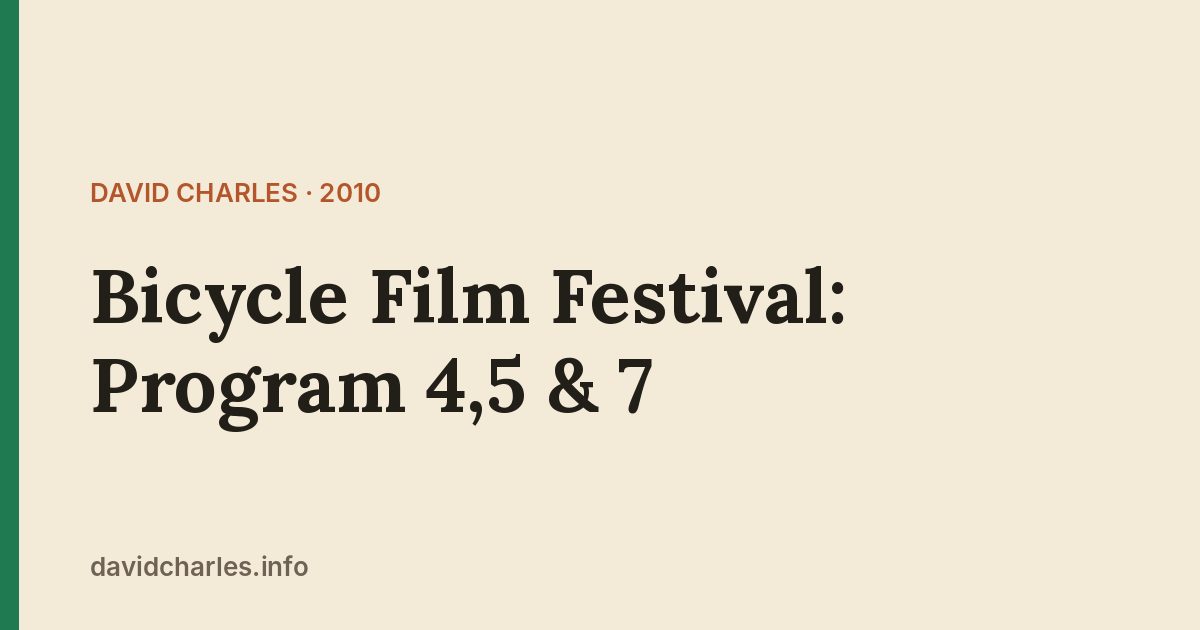 DAVID CHARLES · 2010
Bicycle Film Festival:
Program 4,5 & 7
davidcharles.info